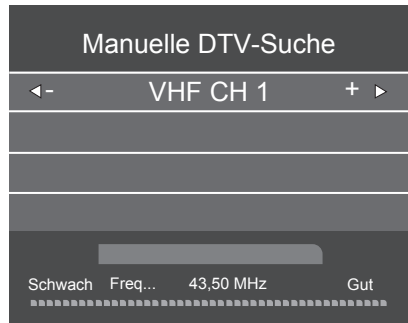 Manuelle DTV-Suche
- VHF CH 1 +
Schwach Freq... 43,50 MHz Gut